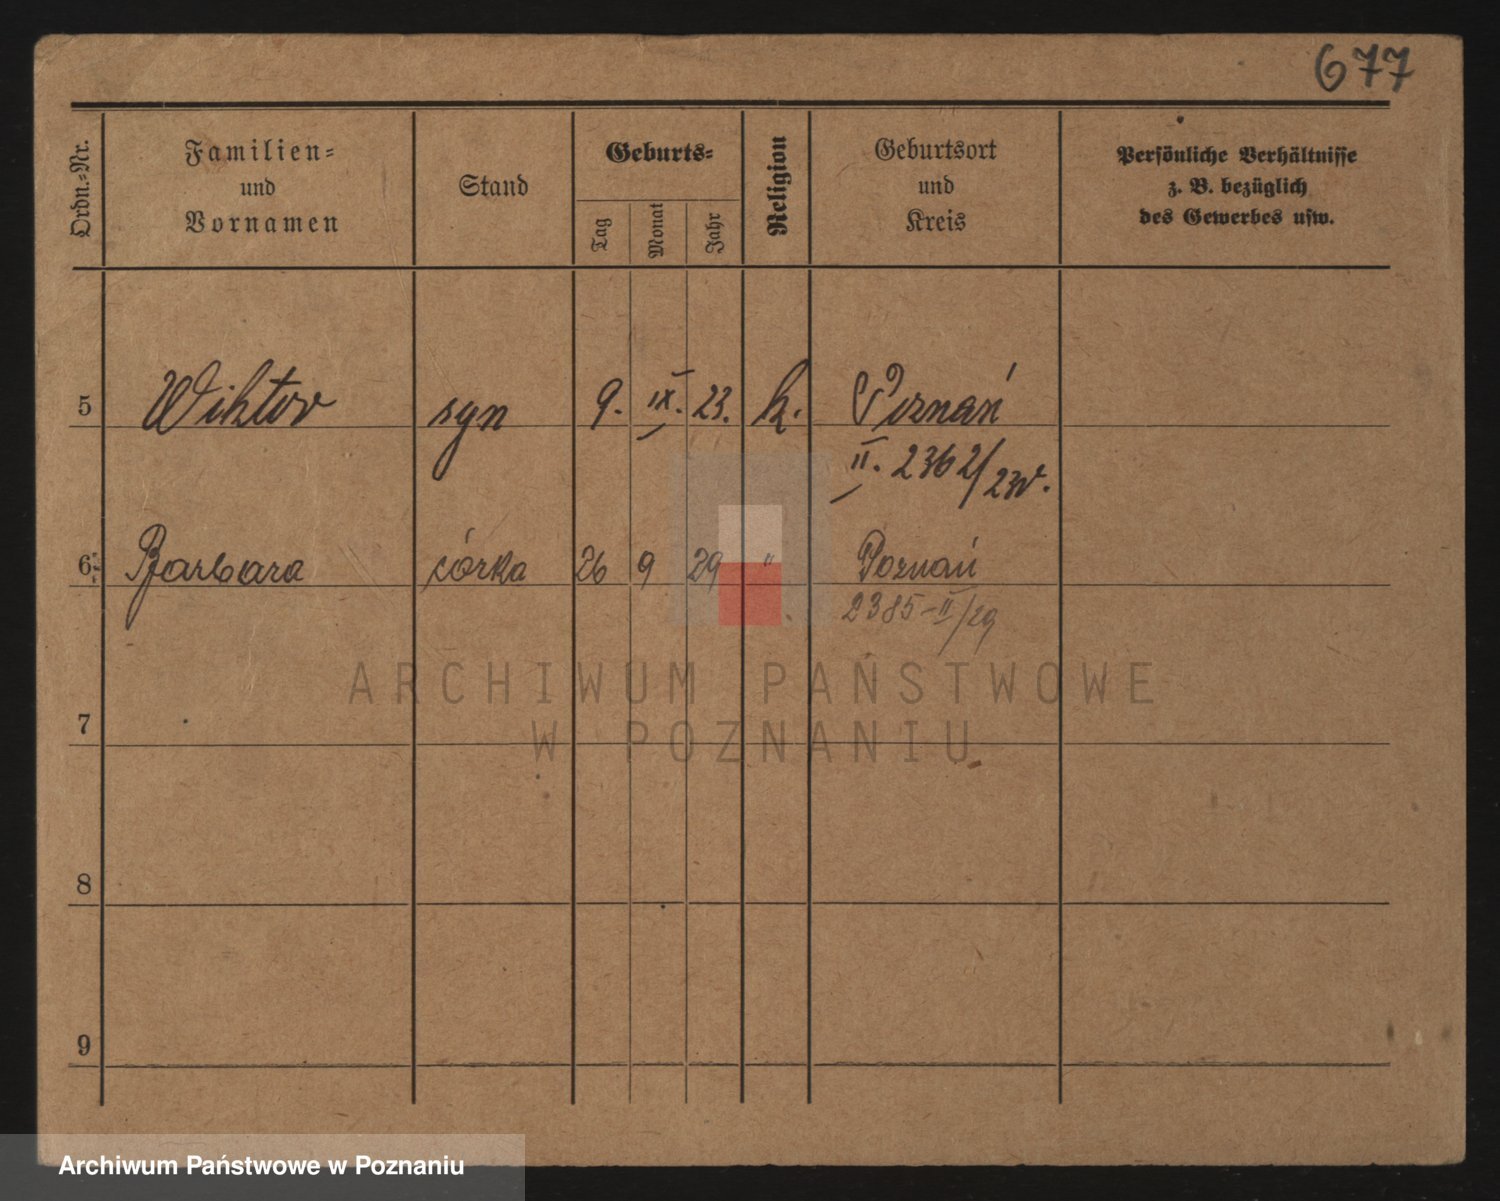 677
Ordn.-Nr.
Familien-
und
Vornamen
Stand
Geburts-
Tag
Monat
Jahr
Religion
Geburtsort
und
Kreis
Persönliche Verhältnisse
z. B. bezüglich
des Gewerbes usw.
5 Wiktor syn 9. IX. 23. k. Poznań
II. 2362/23r.
6 Barbara córka 26 9 29 " Poznań
2385-II/29
ARCHIWUM PAŃSTWOWE
W POZNANIU
7
8
9
Archiwum Państwowe w Poznaniu